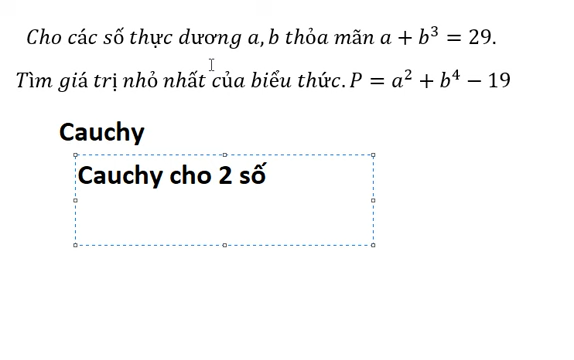 Cho các số thực dương a, b thỏa mãn a + b³ = 29.
Tìm giá trị nhỏ nhất của biểu thức. P = a² + b⁴ − 19
Cauchy
Cauchy cho 2 số